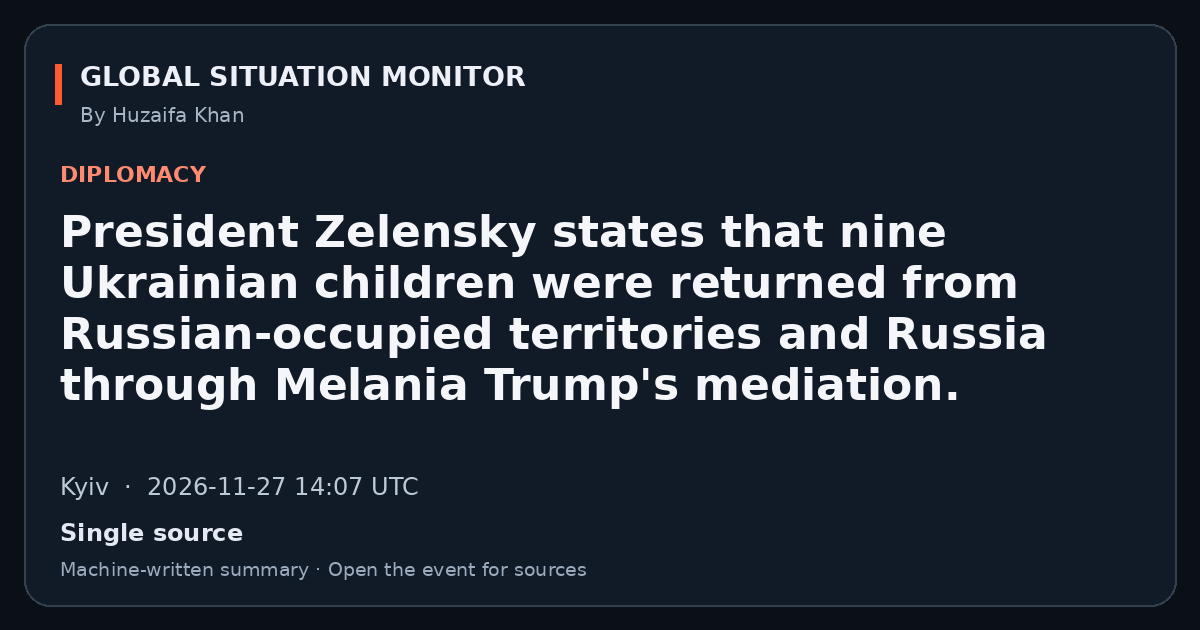 GLOBAL SITUATION MONITOR
By Huzaifa Khan
DIPLOMACY
President Zelensky states that nine
Ukrainian children were returned from
Russian-occupied territories and Russia
through Melania Trump's mediation.
Kyiv · 2026-11-27 14:07 UTC
Single source
Machine-written summary · Open the event for sources